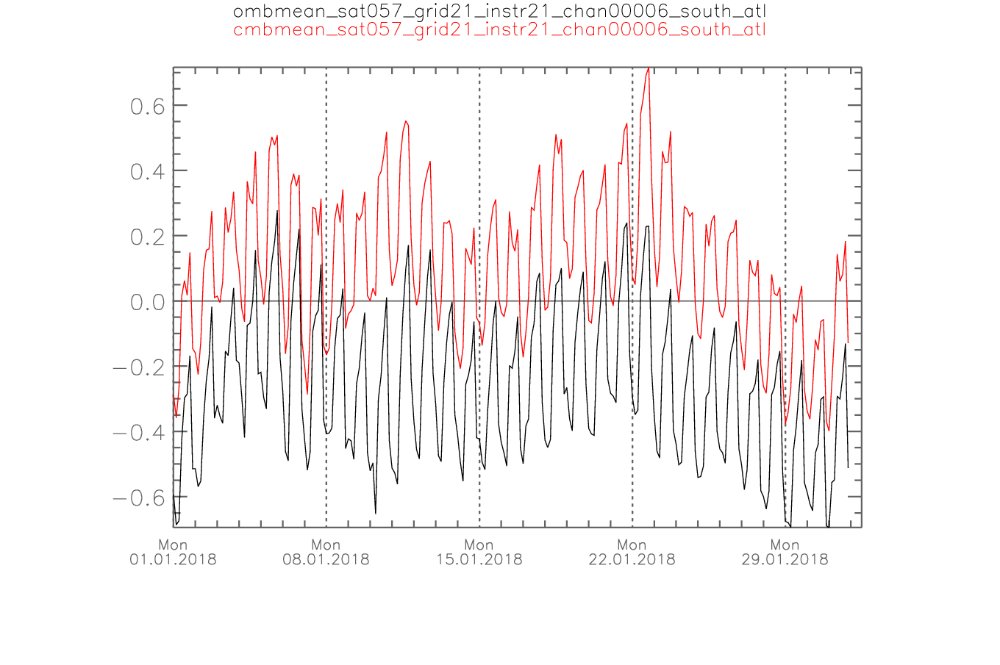 ombmean_sat057_grid21_instr21_chan00006_south_atl
cmbmean_sat057_grid21_instr21_chan00006_south_atl
0.6
0.4
0.2
0.0
−0.2
−0.4
−0.6
Mon Mon Mon Mon Mon
01.01.2018 08.01.2018 15.01.2018 22.01.2018 29.01.2018